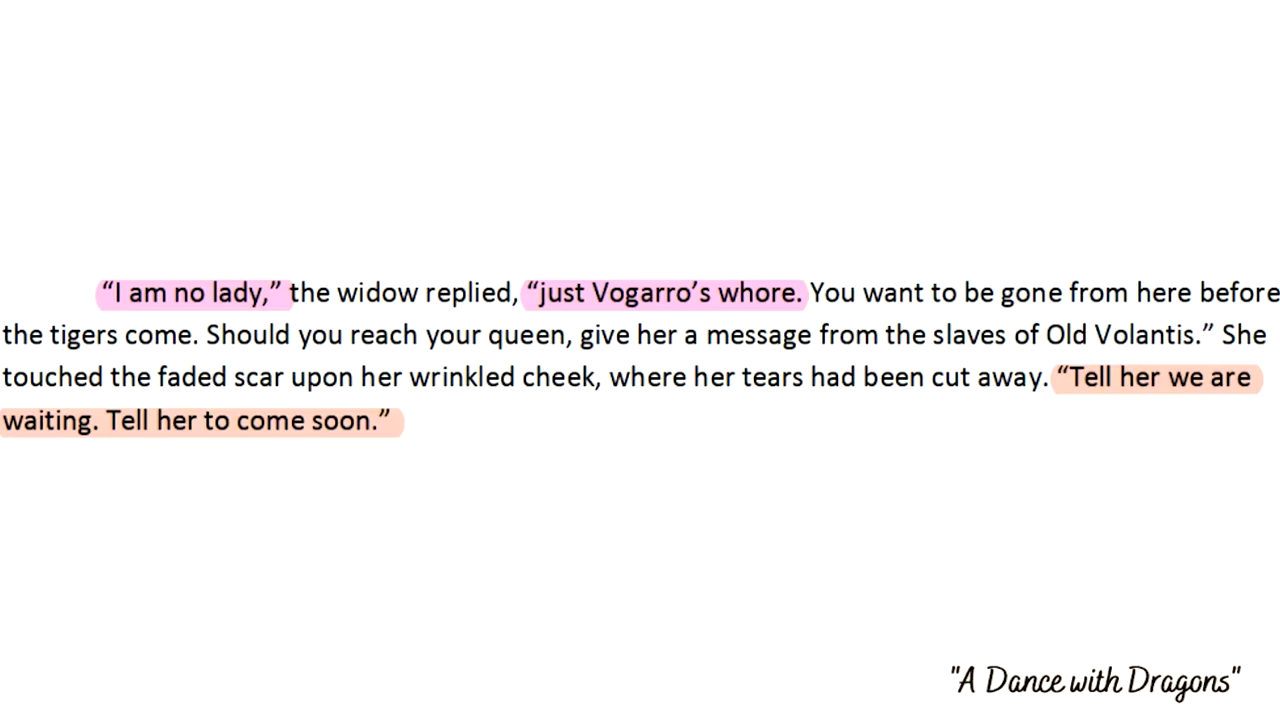 “I am no lady,” the widow replied, “just Vogarro’s whore. You want to be gone from here before
the tigers come. Should you reach your queen, give her a message from the slaves of Old Volantis.” She
touched the faded scar upon her wrinkled cheek, where her tears had been cut away. “Tell her we are
waiting. Tell her to come soon.”
"A Dance with Dragons"